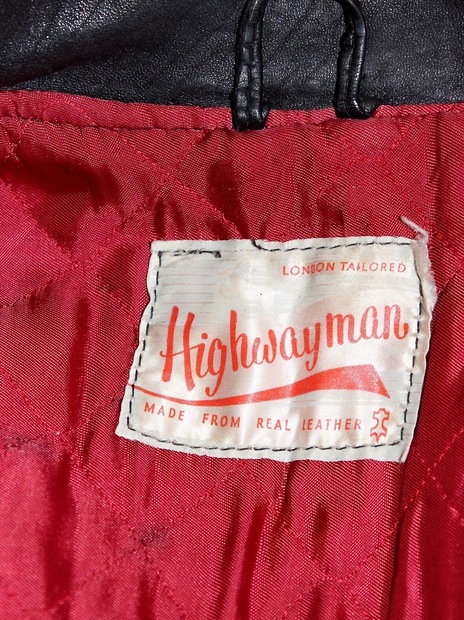 LONDON TAILORED
Highwayman
MADE FROM REAL LEATHER